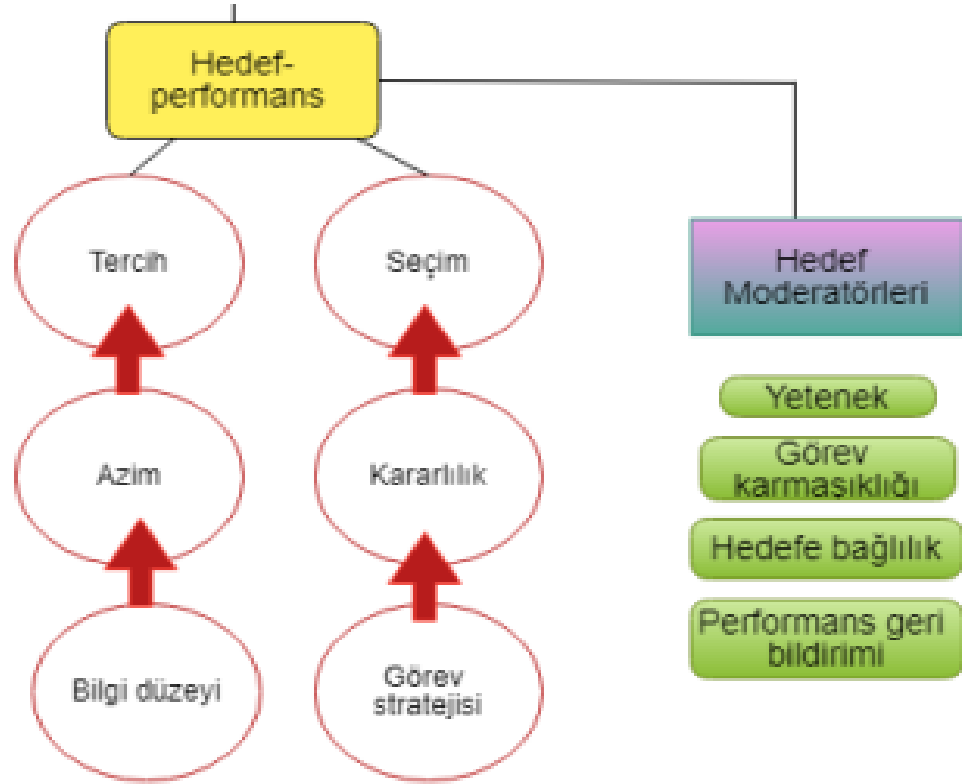 Hedef-
performans
Tercih
Seçim
Hedef
Moderatörleri
Azim
Kararlılık
Yetenek
Görev
karmaşıklığı
Hedefe bağlılık
Bilgi düzeyi
Görev
stratejisi
Performans geri
bildirimi